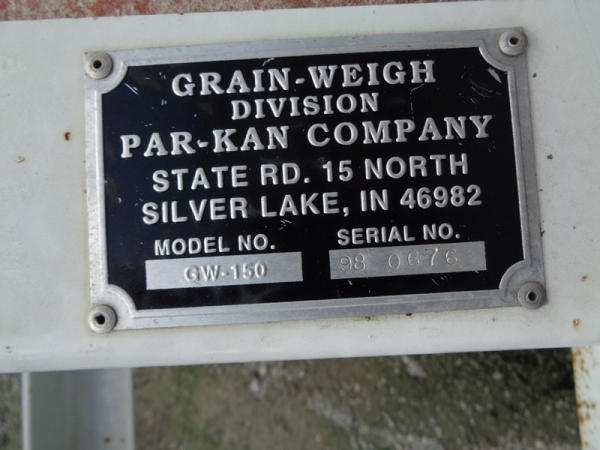 GRAIN-WEIGH
DIVISION
PAR-KAN COMPANY
STATE RD. 15 NORTH
SILVER LAKE, IN 46982
MODEL NO. SERIAL NO.
GW-150 98 0676